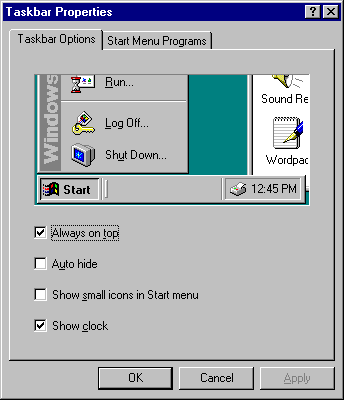 Taskbar Properties
Taskbar Options
Start Menu Programs
Windows
Run...
Log Off...
Shut Down...
Sound Re
Wordpad
Start
12:45 PM
Always on top
Auto hide
Show small icons in Start menu
Show clock
OK
Cancel
Apply